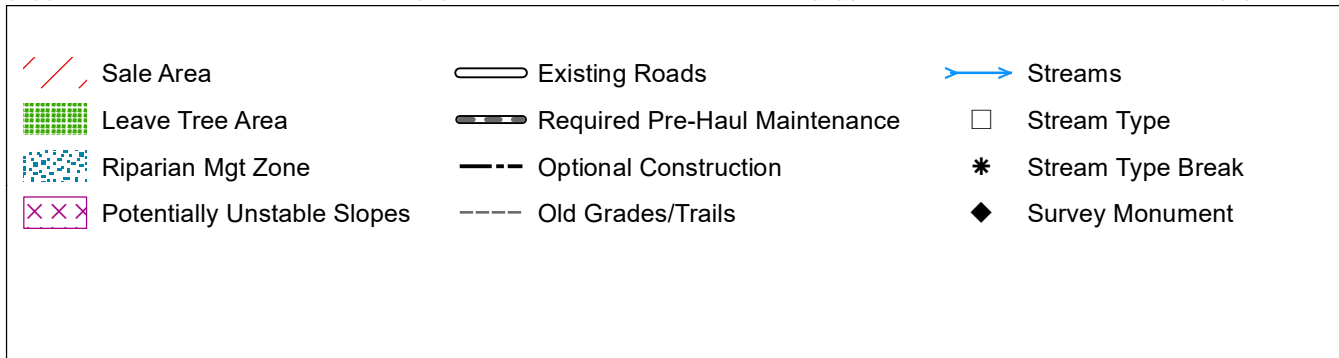 Sale Area
Leave Tree Area
Riparian Mgt Zone
Potentially Unstable Slopes
Existing Roads
Required Pre-Haul Maintenance
Optional Construction
Old Grades/Trails
Streams
Stream Type
Stream Type Break
Survey Monument